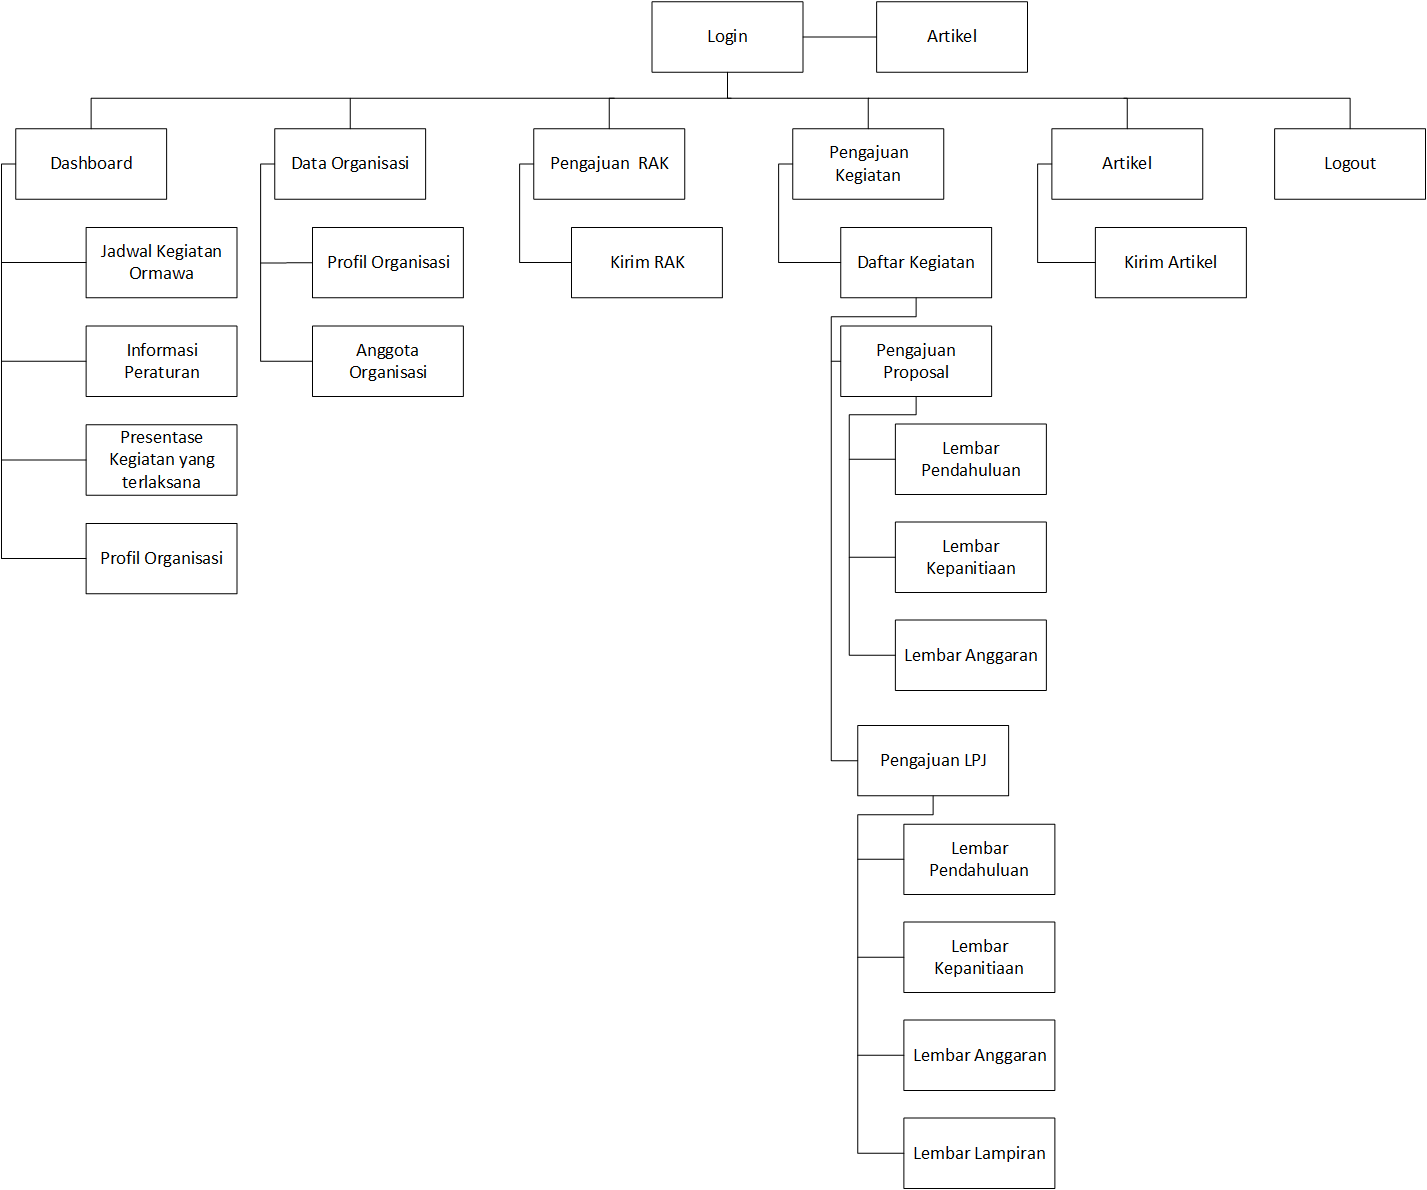 Login
Artikel
Dashboard
Data Organisasi
Pengajuan  RAK
Pengajuan
Kegiatan
Artikel
Logout
Jadwal Kegiatan
Ormawa
Informasi
Peraturan
Presentase
Kegiatan yang
terlaksana
Profil Organisasi
Profil Organisasi
Anggota
Organisasi
Kirim RAK
Daftar Kegiatan
Pengajuan
Proposal
Lembar
Pendahuluan
Lembar
Kepanitiaan
Lembar Anggaran
Pengajuan LPJ
Lembar
Pendahuluan
Lembar
Kepanitiaan
Lembar Anggaran
Lembar Lampiran
Kirim Artikel